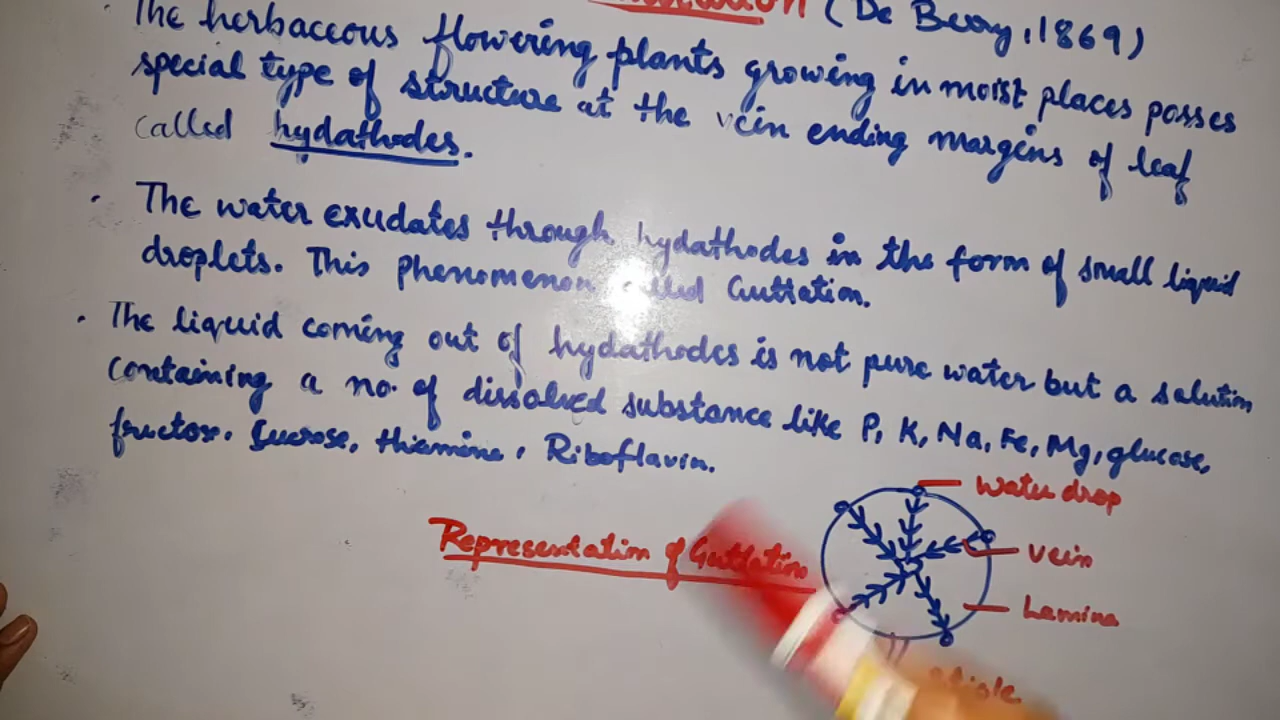 (De Beary, 1869)
The herbaceous flowering plants growing in moist places posses
special type of structure at the vein ending margins of leaf
called hydathodes.
The water exudates through hydathodes in the form of small liquid
droplets. This phenomenon called Guttation.
The liquid coming out of hydathodes is not pure water but a solution
containing a no. of dissolved substance like P, K, Na, Fe, Mg, glucose,
fructose, Sucrose, thiamine, Riboflavin.
Water drop
Representation of Guttation
Vein
Lamina